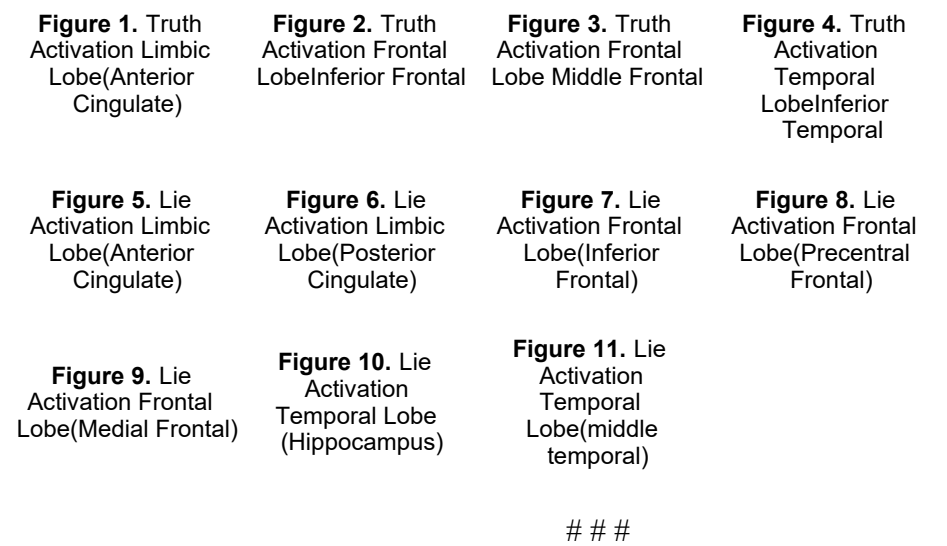 Figure 1. Truth
Activation Limbic
Lobe(Anterior
Cingulate)
Figure 2. Truth
Activation Frontal
LobeInferior Frontal
Figure 3. Truth
Activation Frontal
Lobe Middle Frontal
Figure 4. Truth
Activation
Temporal
LobeInferior
Temporal
Figure 5. Lie
Activation Limbic
Lobe(Anterior
Cingulate)
Figure 6. Lie
Activation Limbic
Lobe(Posterior
Cingulate)
Figure 7. Lie
Activation Frontal
Lobe(Inferior
Frontal)
Figure 8. Lie
Activation Frontal
Lobe(Precentral
Frontal)
Figure 9. Lie
Activation Frontal
Lobe(Medial Frontal)
Figure 10. Lie
Activation
Temporal Lobe
(Hippocampus)
Figure 11. Lie
Activation
Temporal
Lobe(middle
temporal)
# # #